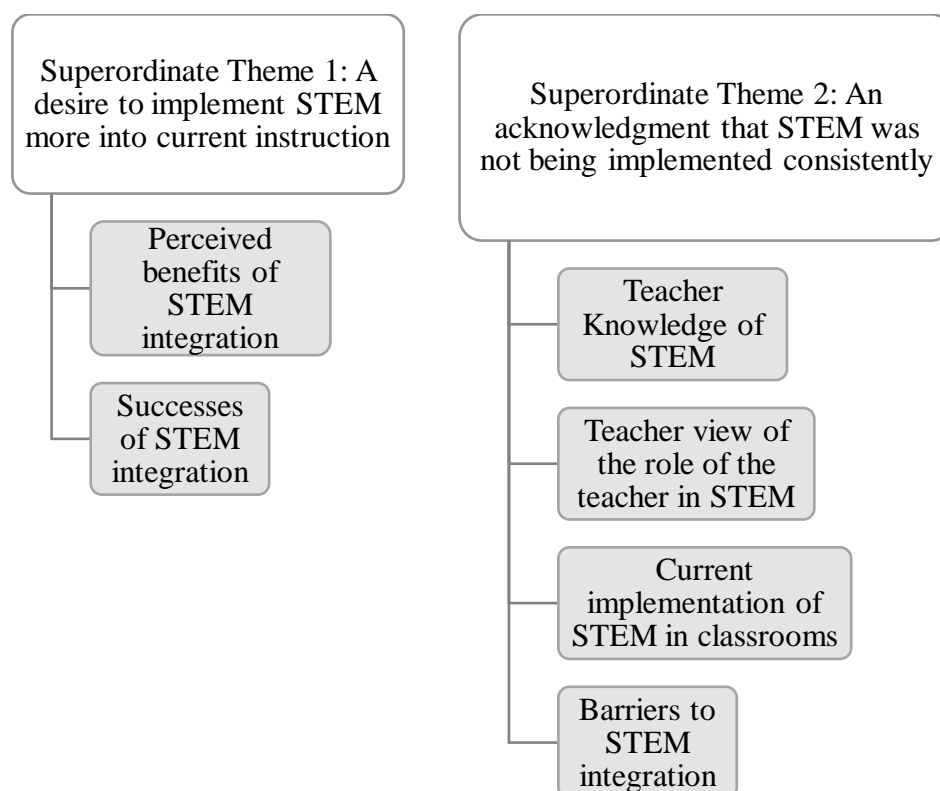 Superordinate Theme 1: A
desire to implement STEM
more into current instruction
Perceived
benefits of
STEM
integration
Successes
of STEM
integration
Superordinate Theme 2: An
acknowledgment that STEM was
not being implemented consistently
Teacher
Knowledge of
STEM
Teacher view of
the role of the
teacher in STEM
Current
implementation of
STEM in classrooms
Barriers to
STEM
integration